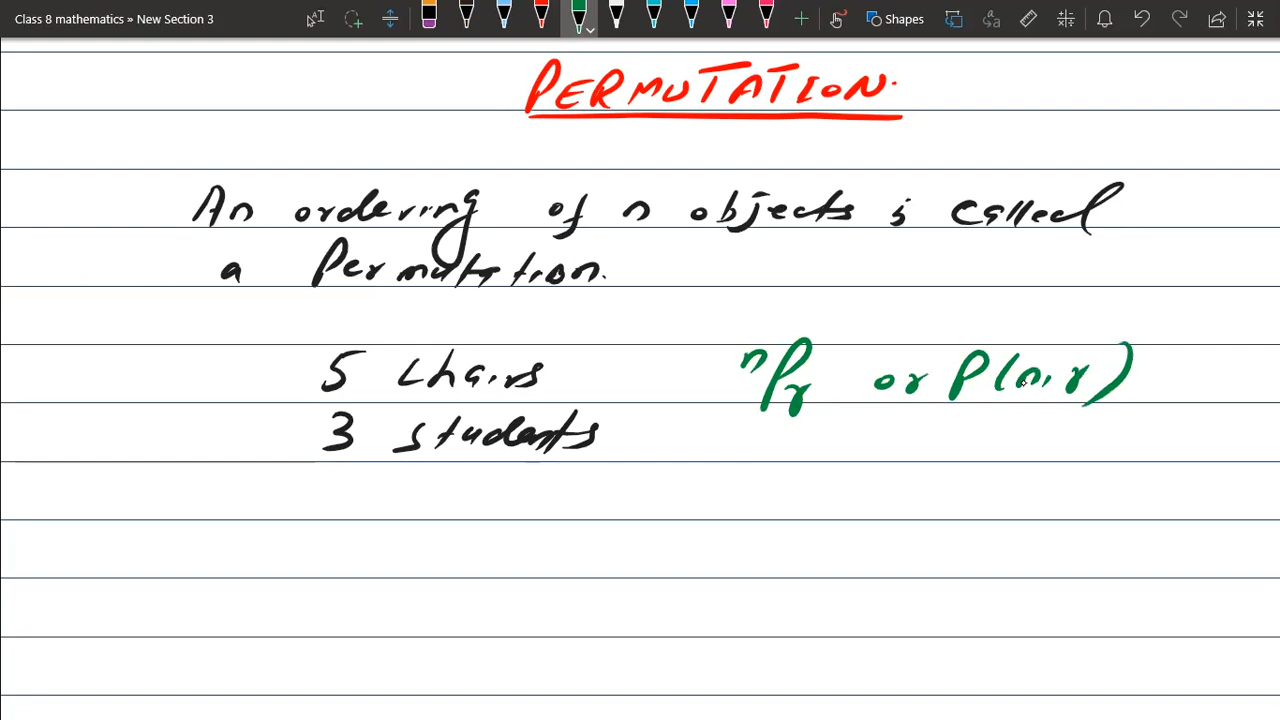 Class 8 mathematics » New Section 3
Shapes
PERMUTATION.
An ordering of n objects is called
a Permutation.
5 chairs
ⁿPᵣ or P(n, r)
3 students